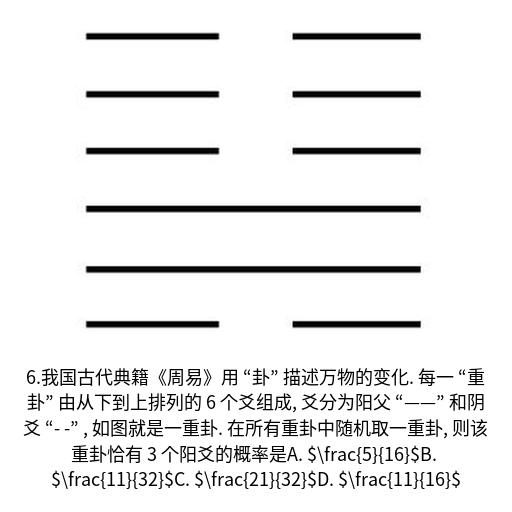 6.我国古代典籍《周易》用 “卦” 描述万物的变化. 每一 “重
卦” 由从下到上排列的 6 个爻组成, 爻分为阳父 “——” 和阴
爻 “- -” , 如图就是一重卦. 在所有重卦中随机取一重卦, 则该
重卦恰有 3 个阳爻的概率是A. $\frac{5}{16}$B.
$\frac{11}{32}$C. $\frac{21}{32}$D. $\frac{11}{16}$